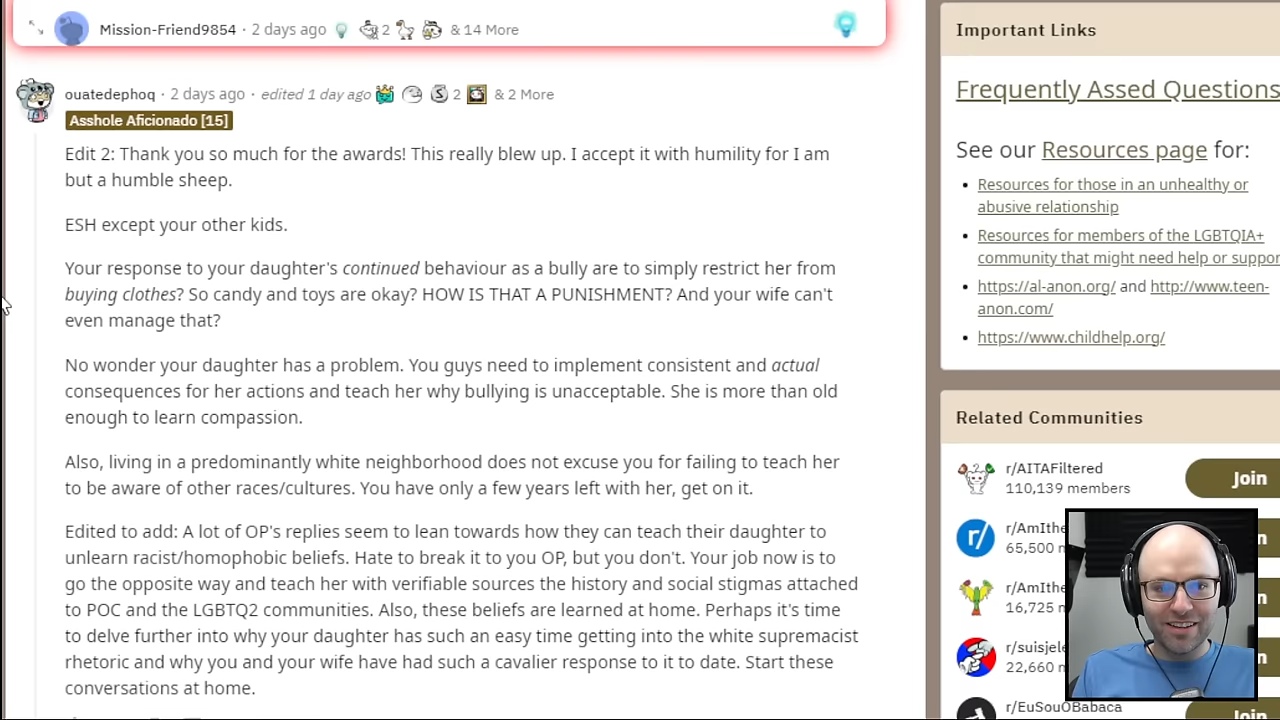 Mission-Friend9854 · 2 days ago 2 & 14 More
ouatedephoq · 2 days ago · edited 1 day ago 2 & 2 More
Asshole Aficionado [15]
Edit 2: Thank you so much for the awards! This really blew up. I accept it with humility for I am
but a humble sheep.
ESH except your other kids.
Your response to your daughter's continued behaviour as a bully are to simply restrict her from
buying clothes? So candy and toys are okay? HOW IS THAT A PUNISHMENT? And your wife can't
even manage that?
No wonder your daughter has a problem. You guys need to implement consistent and actual
consequences for her actions and teach her why bullying is unacceptable. She is more than old
enough to learn compassion.
Also, living in a predominantly white neighborhood does not excuse you for failing to teach her
to be aware of other races/cultures. You have only a few years left with her, get on it.
Edited to add: A lot of OP's replies seem to lean towards how they can teach their daughter to
unlearn racist/homophobic beliefs. Hate to break it to you OP, but you don't. Your job now is to
go the opposite way and teach her with verifiable sources the history and social stigmas attached
to POC and the LGBTQ2 communities. Also, these beliefs are learned at home. Perhaps it's time
to delve further into why your daughter has such an easy time getting into the white supremacist
rhetoric and why you and your wife have had such a cavalier response to it to date. Start these
conversations at home.
Important Links
Frequently Assed Questions
See our Resources page for:
Resources for those in an unhealthy or
abusive relationship
Resources for members of the LGBTQIA+
community that might need help or suppor
https://al-anon.org/ and http://www.teen-
anon.com/
https://www.childhelp.org/
Related Communities
r/AITAFiltered
110,139 members
Join
r/AmIthe
65,500 m
r/AmIthe
16,725 m
r/suisjele
22,660 m
r/EuSouOBabaca
Join